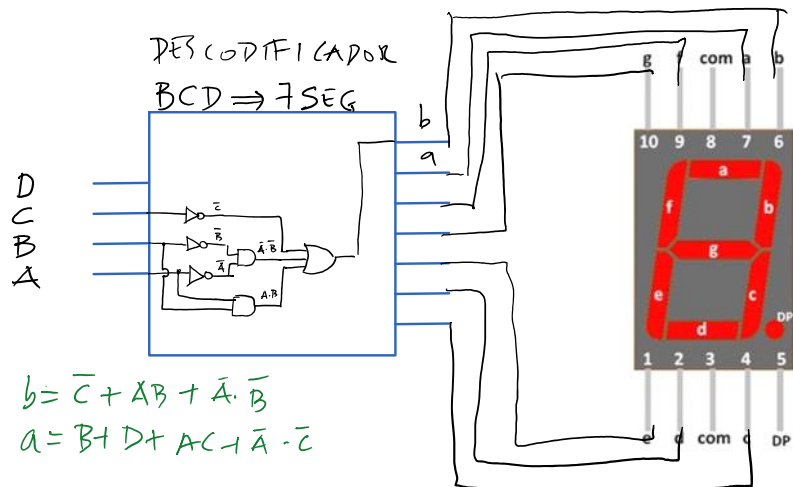 DESCODIFICADOR
BCD ⇒ 7SEG
D
C
B
A
C̅
B̅
A̅
A̅·B̅
A·B
b
a
g f com a b
10 9 8 7 6
a
f
b
g
e
c
d
DP
1 2 3 4 5
e d com c DP
b = C̅ + AB + A̅·B̅
a = B + D + AC + A̅·C̅